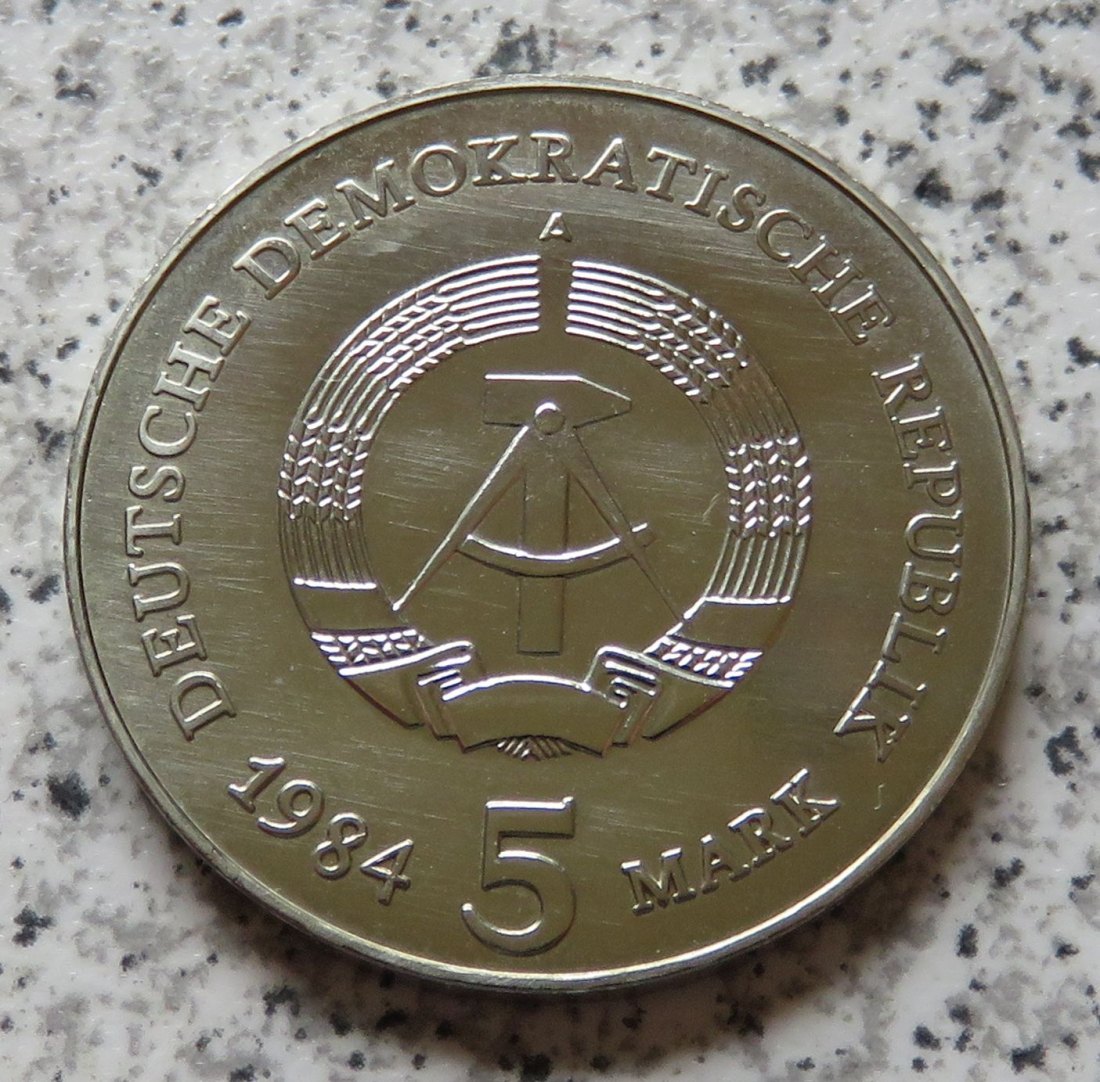 DEUTSCHE DEMOKRATISCHE REPUBLIK
A
1984 5 MARK